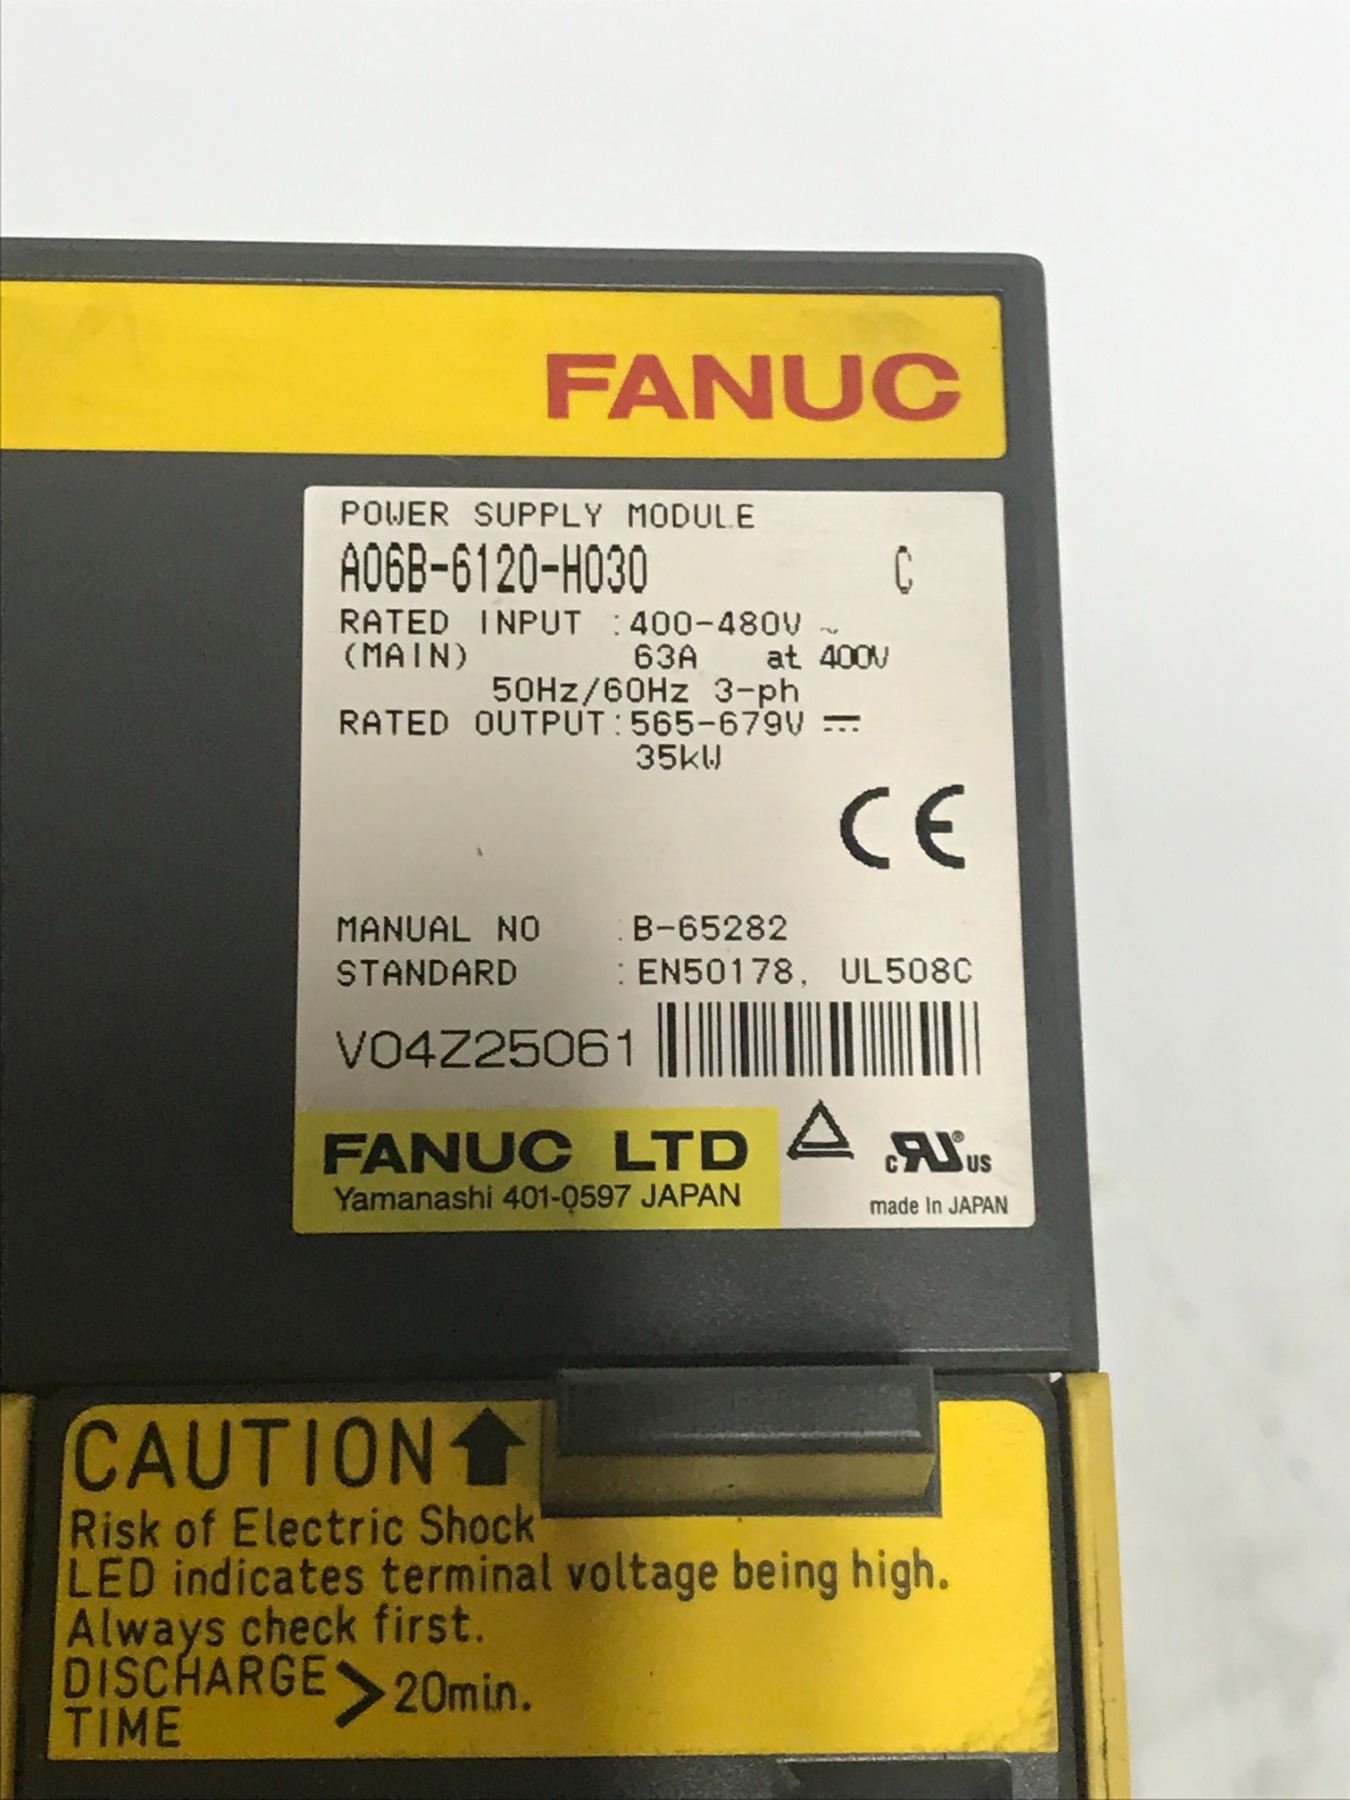 FANUC
POWER SUPPLY MODULE
A06B-6120-H030 C
RATED INPUT :400-480V ~
(MAIN) 63A at 400V
50Hz/60Hz 3-ph
RATED OUTPUT:565-679V ⎓
35kW
CE
MANUAL NO :B-65282
STANDARD :EN50178, UL508C
V04Z25061
FANUC LTD
Yamanashi 401-0597 JAPAN
c RU ® US
made In JAPAN
CAUTION ⬆
Risk of Electric Shock
LED indicates terminal voltage being high.
Always check first.
DISCHARGE
TIME > 20min.